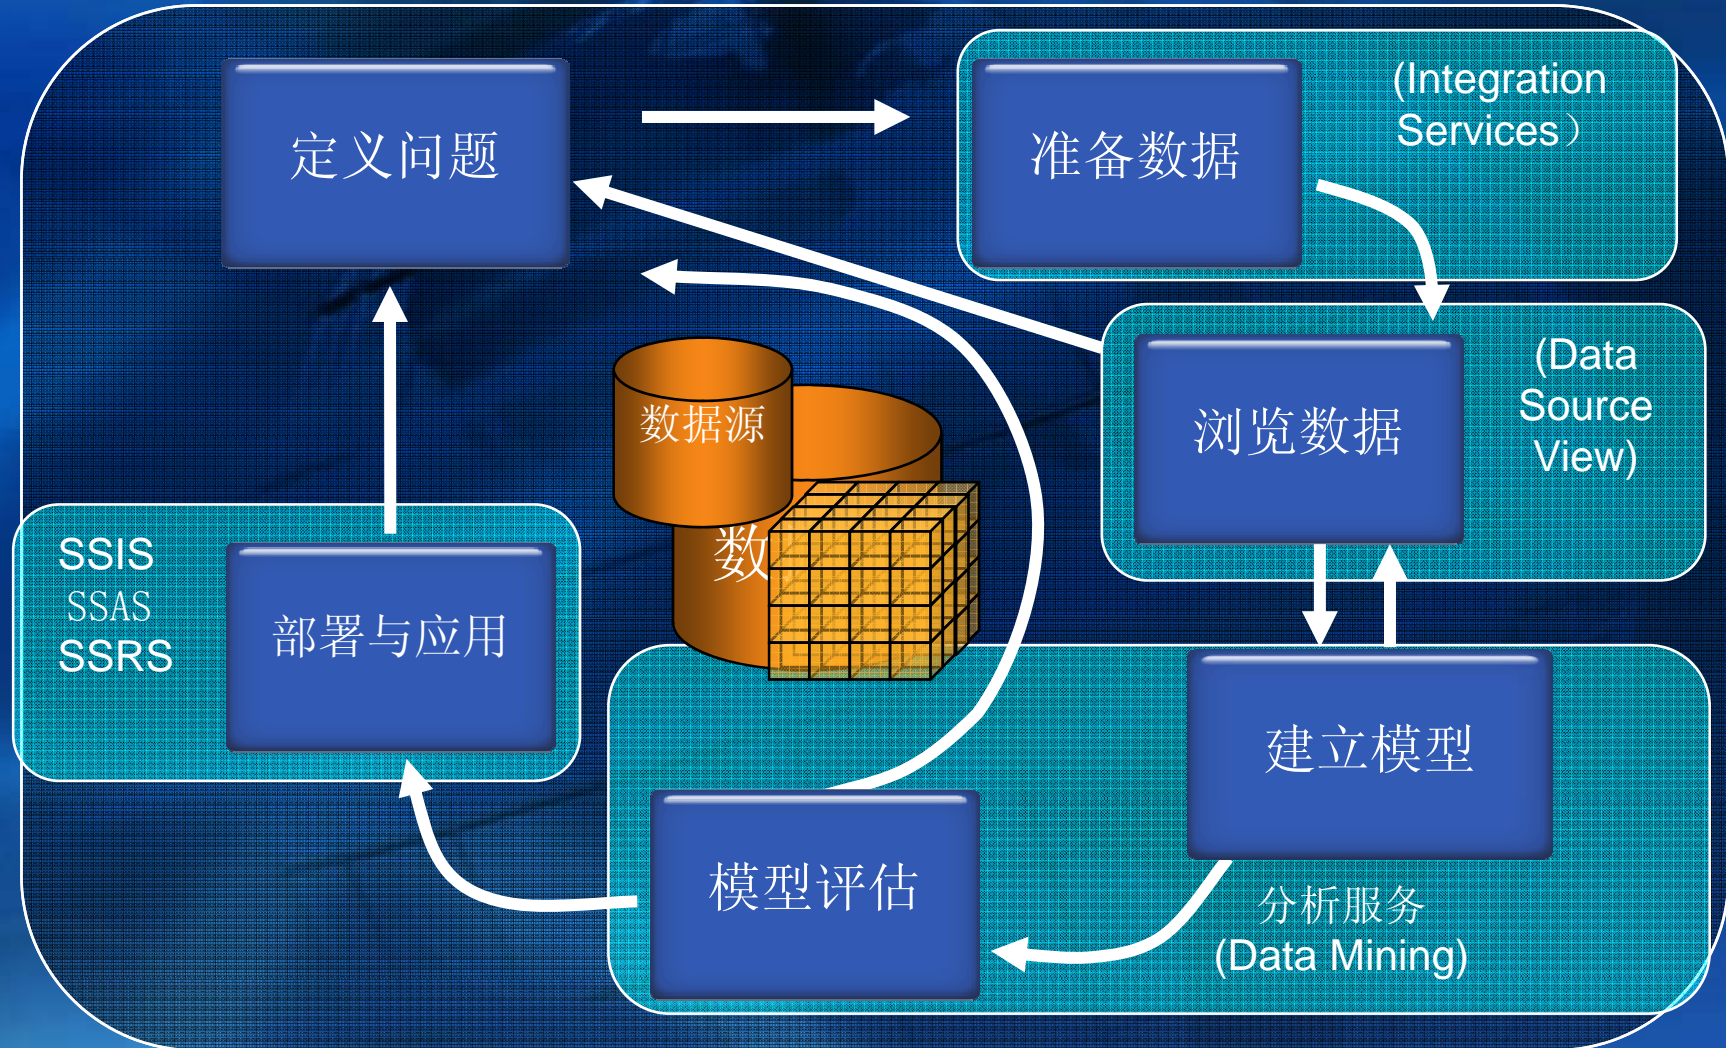 定义问题
准备数据
(Integration
Services）
数据源
浏览数据
(Data
Source
View)
数
SSIS
SSAS
SSRS
部署与应用
建立模型
模型评估
分析服务
(Data Mining)